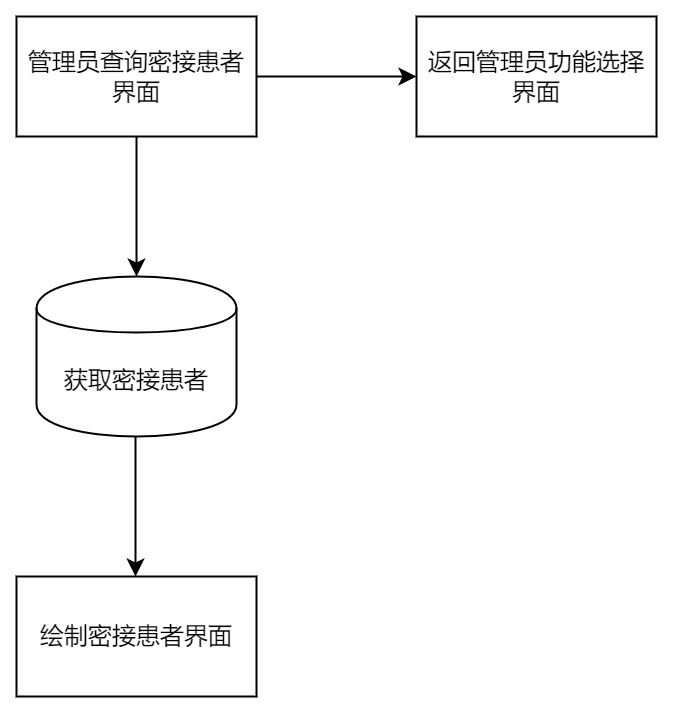 管理员查询密接患者
界面
返回管理员功能选择
界面
获取密接患者
绘制密接患者界面